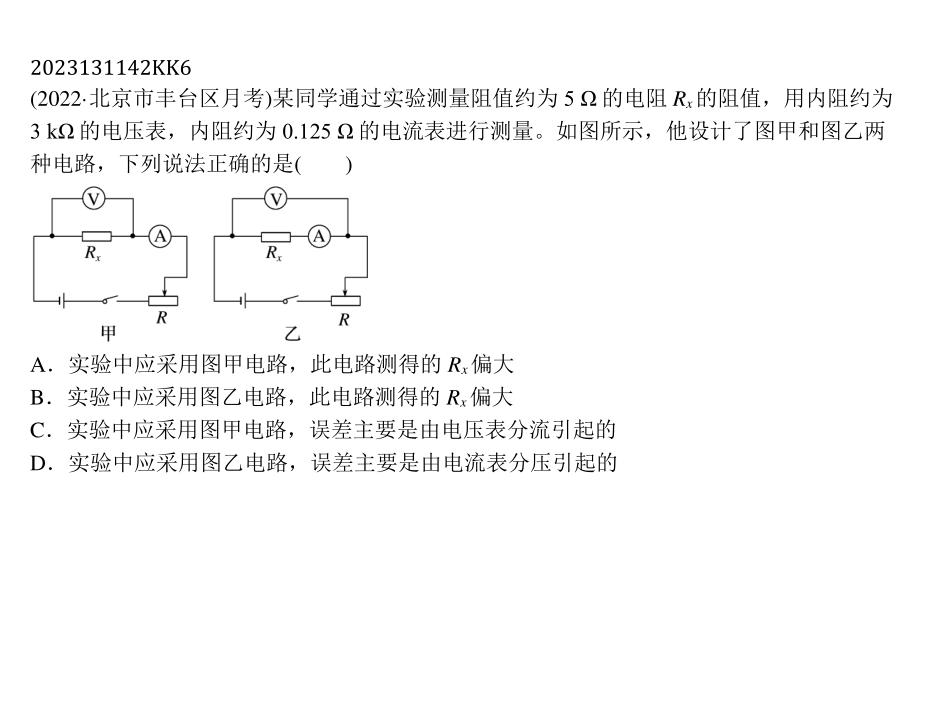 2023131142KK6
(2022·北京市丰台区月考)某同学通过实验测量阻值约为 5 Ω 的电阻 Rx 的阻值，用内阻约为
3 kΩ 的电压表，内阻约为 0.125 Ω 的电流表进行测量。如图所示，他设计了图甲和图乙两
种电路，下列说法正确的是(　　)
V V
A A
Rx Rx
R R
甲 乙
A．实验中应采用图甲电路，此电路测得的 Rx 偏大
B．实验中应采用图乙电路，此电路测得的 Rx 偏大
C．实验中应采用图甲电路，误差主要是由电压表分流引起的
D．实验中应采用图乙电路，误差主要是由电流表分压引起的